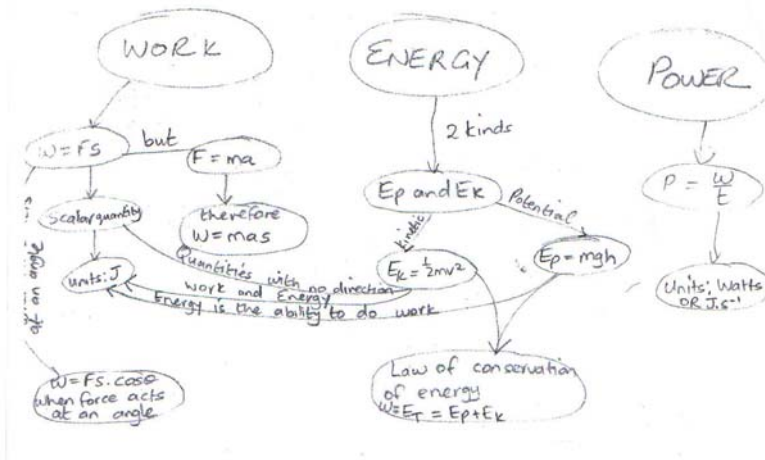 WORK
ENERGY
POWER
W = Fs
but
F = ma
2 kinds
Scalar quantity
therefore
W = mas
Ep and Ek
kinetic
Potential
P = w/t
units: J
Quantities with no direction
work and Energy
Energy is the ability to do work
Ek = ½mv²
Ep = mgh
Units: Watts
OR J.s⁻¹
at an angle
W = Fs.cosθ
when force acts
at an angle
Law of conservation
of energy
W = ET = Ep + Ek